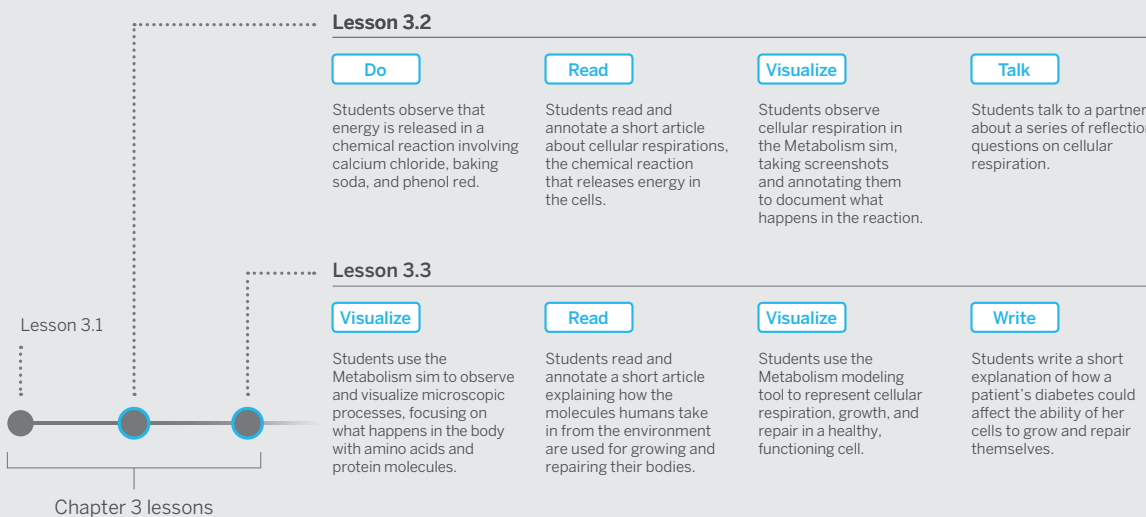 Lesson 3.2
Do
Students observe that
energy is released in a
chemical reaction involving
calcium chloride, baking
soda, and phenol red.
Read
Students read and
annotate a short article
about cellular respirations,
the chemical reaction
that releases energy in
the cells.
Visualize
Students observe
cellular respiration in
the Metabolism sim,
taking screenshots
and annotating them
to document what
happens in the reaction.
Talk
Students talk to a partner
about a series of reflection
questions on cellular
respiration.
Lesson 3.3
Visualize
Students use the
Metabolism sim to observe
and visualize microscopic
processes, focusing on
what happens in the body
with amino acids and
protein molecules.
Read
Students read and
annotate a short article
explaining how the
molecules humans take
in from the environment
are used for growing and
repairing their bodies.
Visualize
Students use the
Metabolism modeling
tool to represent cellular
respiration, growth, and
repair in a healthy,
functioning cell.
Write
Students write a short
explanation of how a
patient's diabetes could
affect the ability of her
cells to grow and repair
themselves.
Lesson 3.1
Chapter 3 lessons